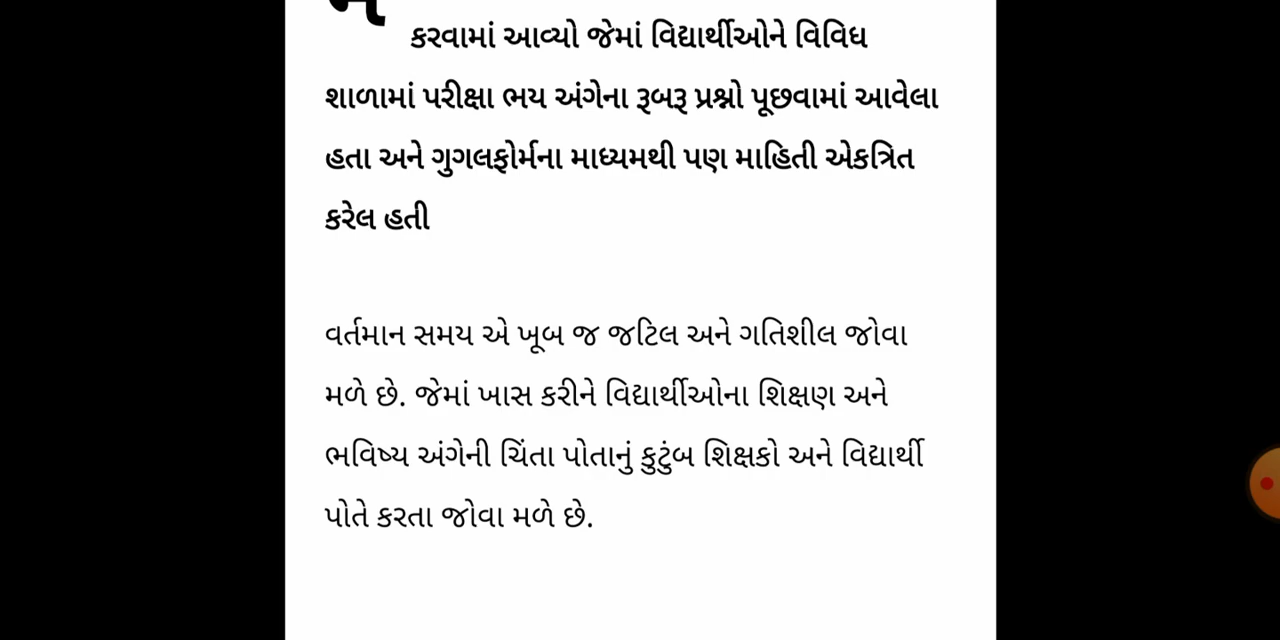 કરવામાં આવ્યો જેમાં વિદ્યાર્થીઓને વિવિધ
શાળામાં પરીક્ષા ભય અંગેના રૂબરૂ પ્રશ્નો પૂછવામાં આવેલા
હતા અને ગુગલફોર્મના માધ્યમથી પણ માહિતી એકત્રિત
કરેલ હતી
વર્તમાન સમય એ ખૂબ જ જટિલ અને ગતિશીલ જોવા
મળે છે. જેમાં ખાસ કરીને વિદ્યાર્થીઓના શિક્ષણ અને
ભવિષ્ય અંગેની ચિંતા પોતાનું કુટુંબ શિક્ષકો અને વિદ્યાર્થી
પોતે કરતા જોવા મળે છે.